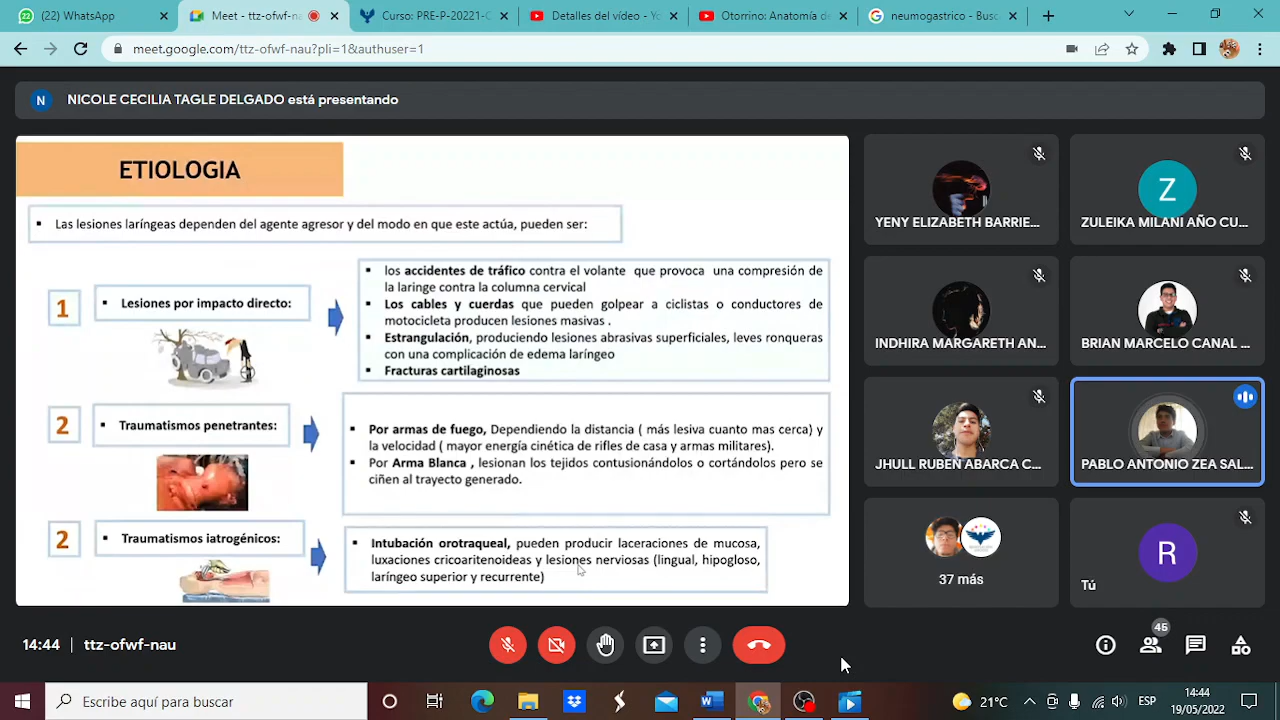 (22) WhatsApp
Meet - ttz-ofwf-na
Curso: PRE-P-20221-C
Detalles del vídeo - Yo
Otorrino: Anatomía de
neumogastrico - Busc
meet.google.com/ttz-ofwf-nau?pli=1&authuser=1
N NICOLE CECILIA TAGLE DELGADO está presentando
ETIOLOGIA
▪ Las lesiones laríngeas dependen del agente agresor y del modo en que este actúa, pueden ser:
1
▪ Lesiones por impacto directo:
▪ los accidentes de tráfico contra el volante que provoca una compresión de
la laringe contra la columna cervical
▪ Los cables y cuerdas que pueden golpear a ciclistas o conductores de
motocicleta producen lesiones masivas .
▪ Estrangulación, produciendo lesiones abrasivas superficiales, leves ronqueras
con una complicación de edema laríngeo
▪ Fracturas cartilaginosas
2
▪ Traumatismos penetrantes:
▪ Por armas de fuego, Dependiendo la distancia ( más lesiva cuanto mas cerca) y
la velocidad ( mayor energía cinética de rifles de casa y armas militares).
▪ Por Arma Blanca , lesionan los tejidos contusionándolos o cortándolos pero se
ciñen al trayecto generado.
2
▪ Traumatismos iatrogénicos:
▪ Intubación orotraqueal, pueden producir laceraciones de mucosa,
luxaciones cricoaritenoideas y lesiones nerviosas (lingual, hipogloso,
laríngeo superior y recurrente)
YENY ELIZABETH BARRIE...
Z
ZULEIKA MILANI AÑO CU...
INDHIRA MARGARETH AN...
BRIAN MARCELO CANAL ...
JHULL RUBEN ABARCA C...
PABLO ANTONIO ZEA SAL...
37 más
R
Tú
14:44 | ttz-ofwf-nau
45
Escribe aquí para buscar
21°C
ESP
14:44
19/05/2022